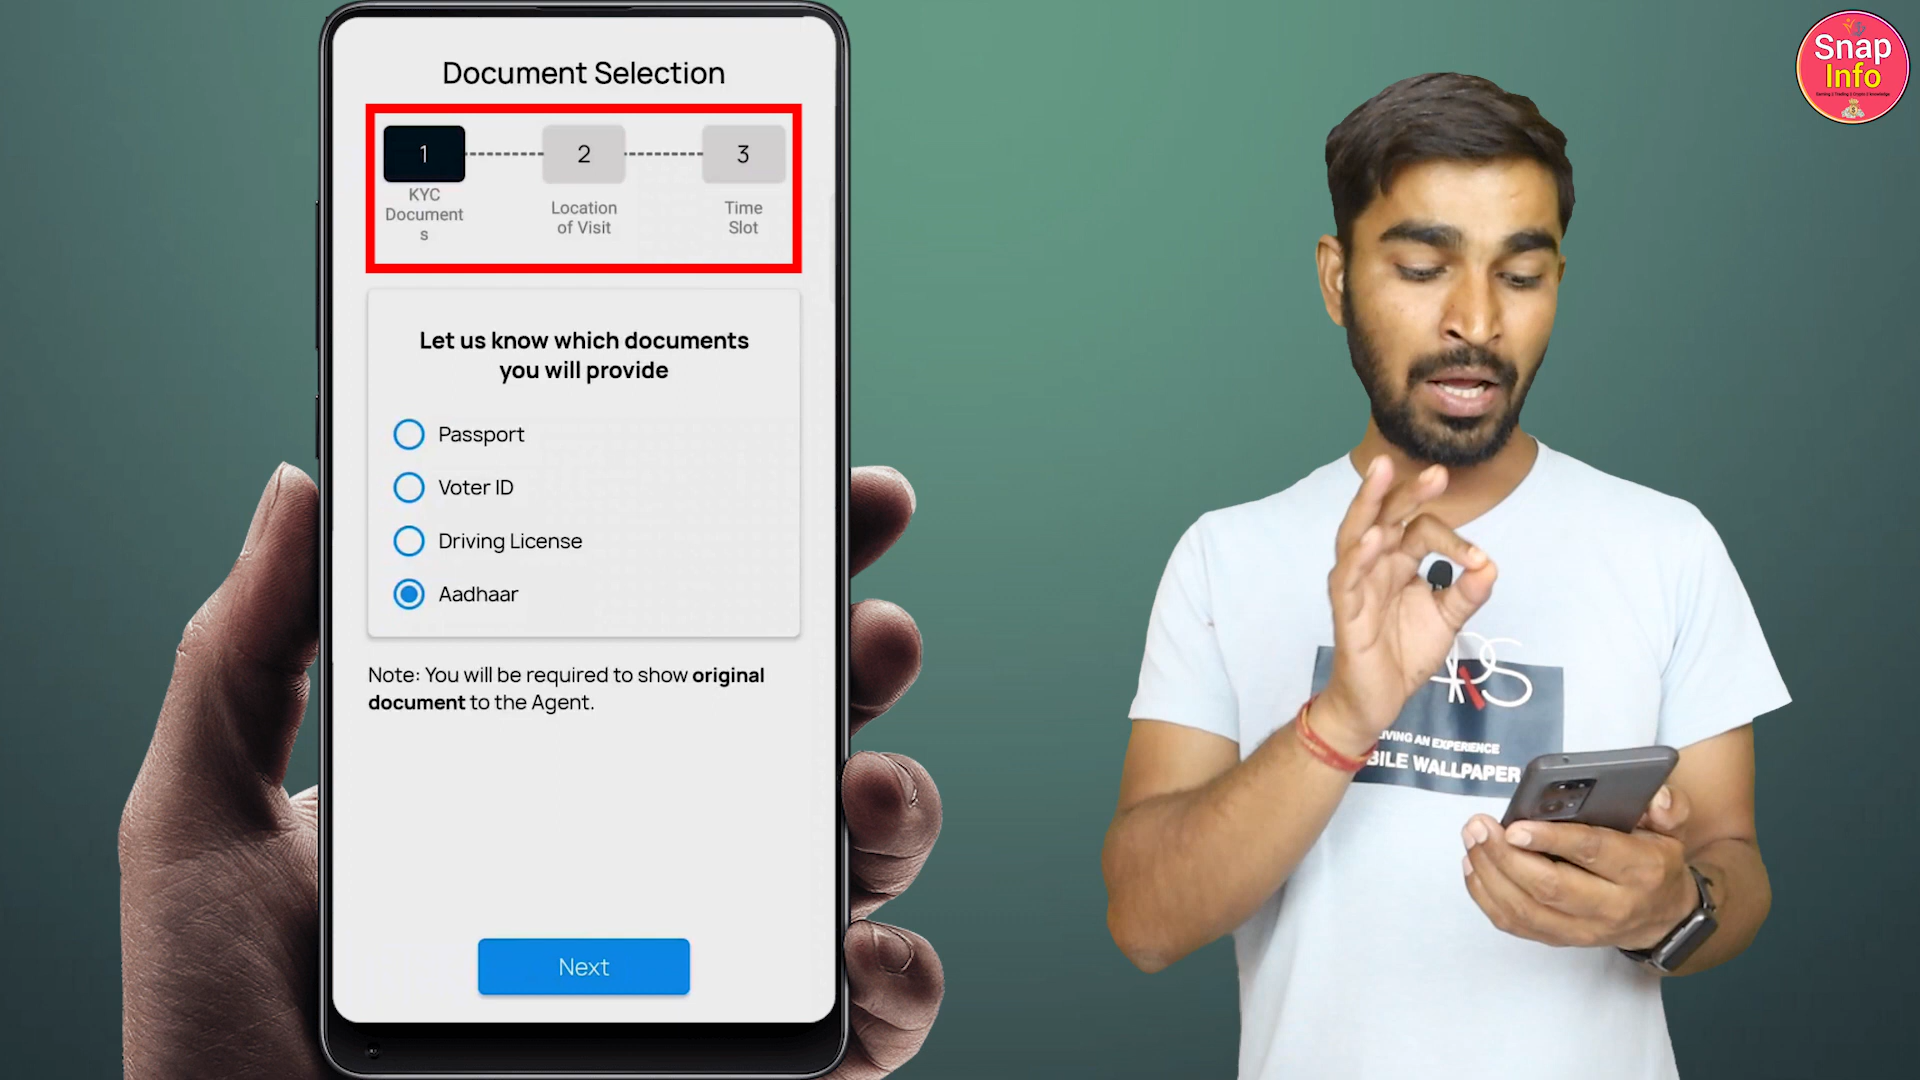 Document Selection
1
2
3
KYC
Document
s
Location
of Visit
Time
Slot
Let us know which documents
you will provide
Passport
Voter ID
Driving License
Aadhaar
Note: You will be required to show original
document to the Agent.
Next
Snap
Info
LIVING AN EXPERIENCE
BILE WALLPAPER